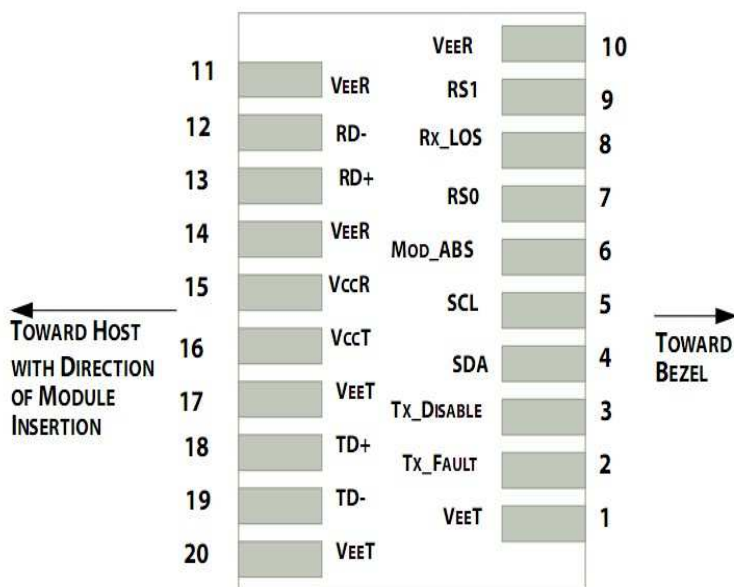 VEER 10
11 VEER
RS1 9
12 RD-
RX_LOS 8
13 RD+
RS0 7
14 VEER
MOD_ABS 6
15 VCCR
SCL 5
TOWARD HOST
WITH DIRECTION
OF MODULE
INSERTION
TOWARD
BEZEL
16 VCCT
SDA 4
17 VEET
TX_DISABLE 3
18 TD+
TX_FAULT 2
19 TD-
VEET 1
20 VEET